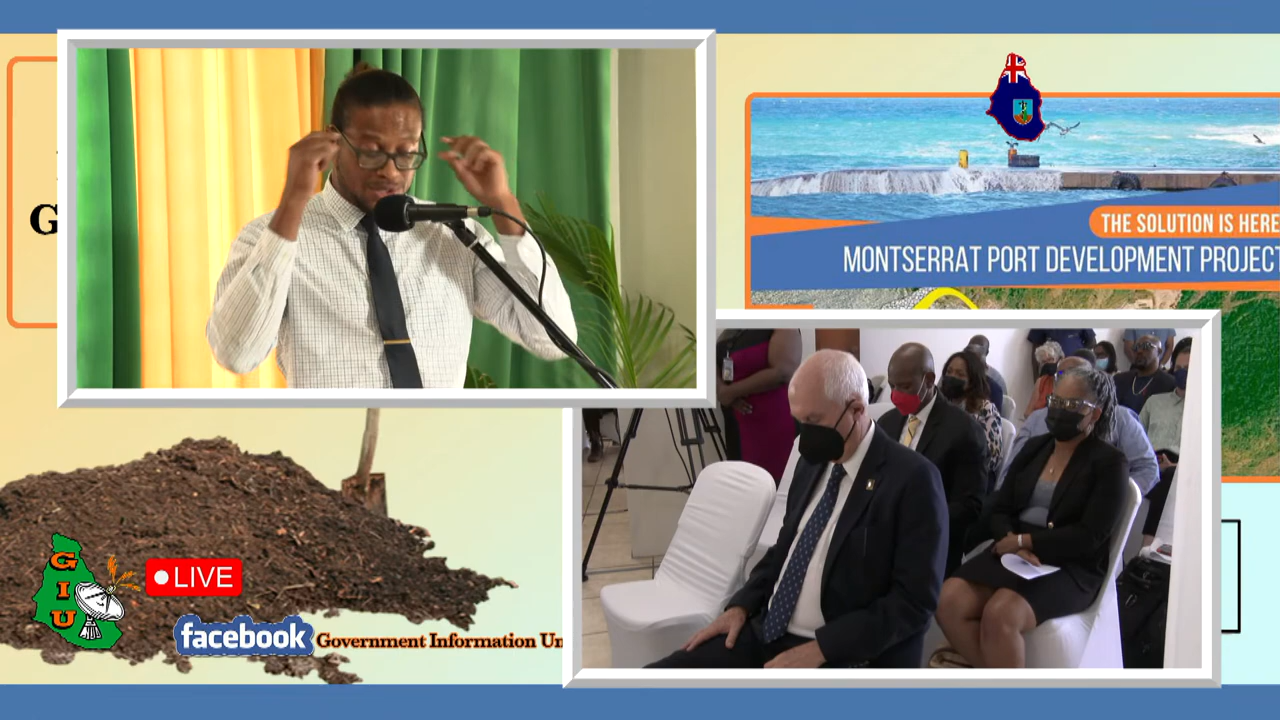 G
THE SOLUTION IS HERE
MONTSERRAT PORT DEVELOPMENT PROJECT
GIU
LIVE
facebook Government Information Un